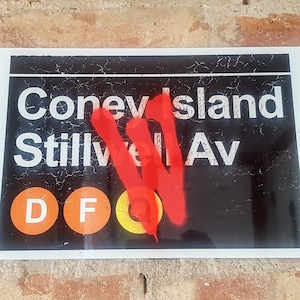 Coney Island
Stillwell Av
D F Q
W